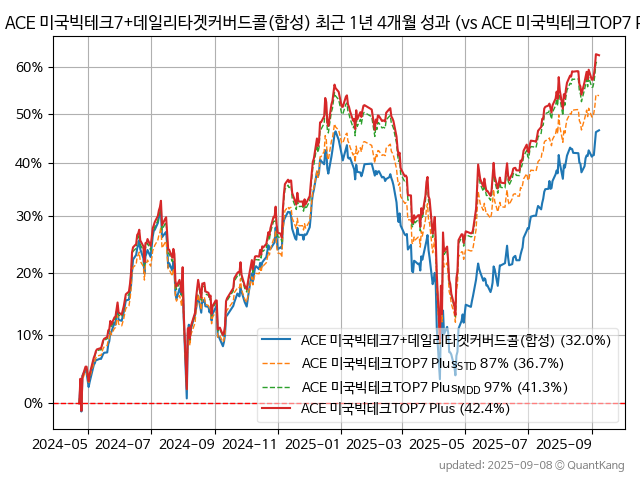 ACE 미국빅테크7+데일리타겟커버드콜(합성) 최근 1년 4개월 성과 (vs ACE 미국빅테크TOP7 P
60%
50%
40%
30%
20%
10%
0%
ACE 미국빅테크7+데일리타겟커버드콜(합성) (32.0%)
ACE 미국빅테크TOP7 PlusSTD 87% (36.7%)
ACE 미국빅테크TOP7 PlusMDD 97% (41.3%)
ACE 미국빅테크TOP7 Plus (42.4%)
2024-05 2024-07 2024-09 2024-11 2025-01 2025-03 2025-05 2025-07 2025-09
updated: 2025-09-08 © QuantKang